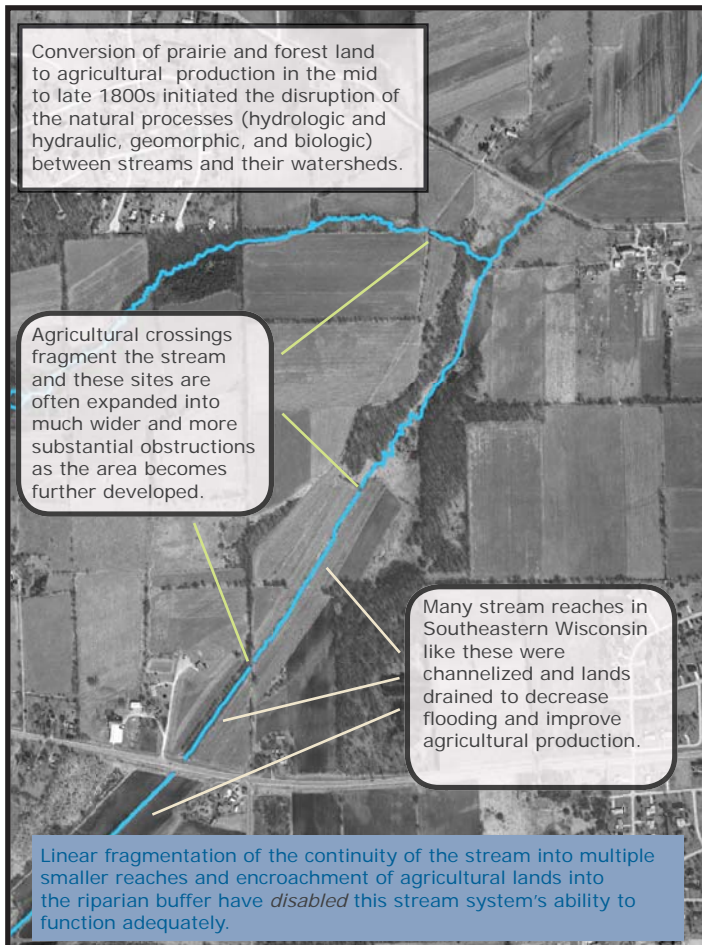 Conversion of prairie and forest land
to agricultural production in the mid
to late 1800s initiated the disruption of
the natural processes (hydrologic and
hydraulic, geomorphic, and biologic)
between streams and their watersheds.
Agricultural crossings
fragment the stream
and these sites are
often expanded into
much wider and more
substantial obstructions
as the area becomes
further developed.
Many stream reaches in
Southeastern Wisconsin
like these were
channelized and lands
drained to decrease
flooding and improve
agricultural production.
Linear fragmentation of the continuity of the stream into multiple
smaller reaches and encroachment of agricultural lands into
the riparian buffer have disabled this stream system's ability to
function adequately.